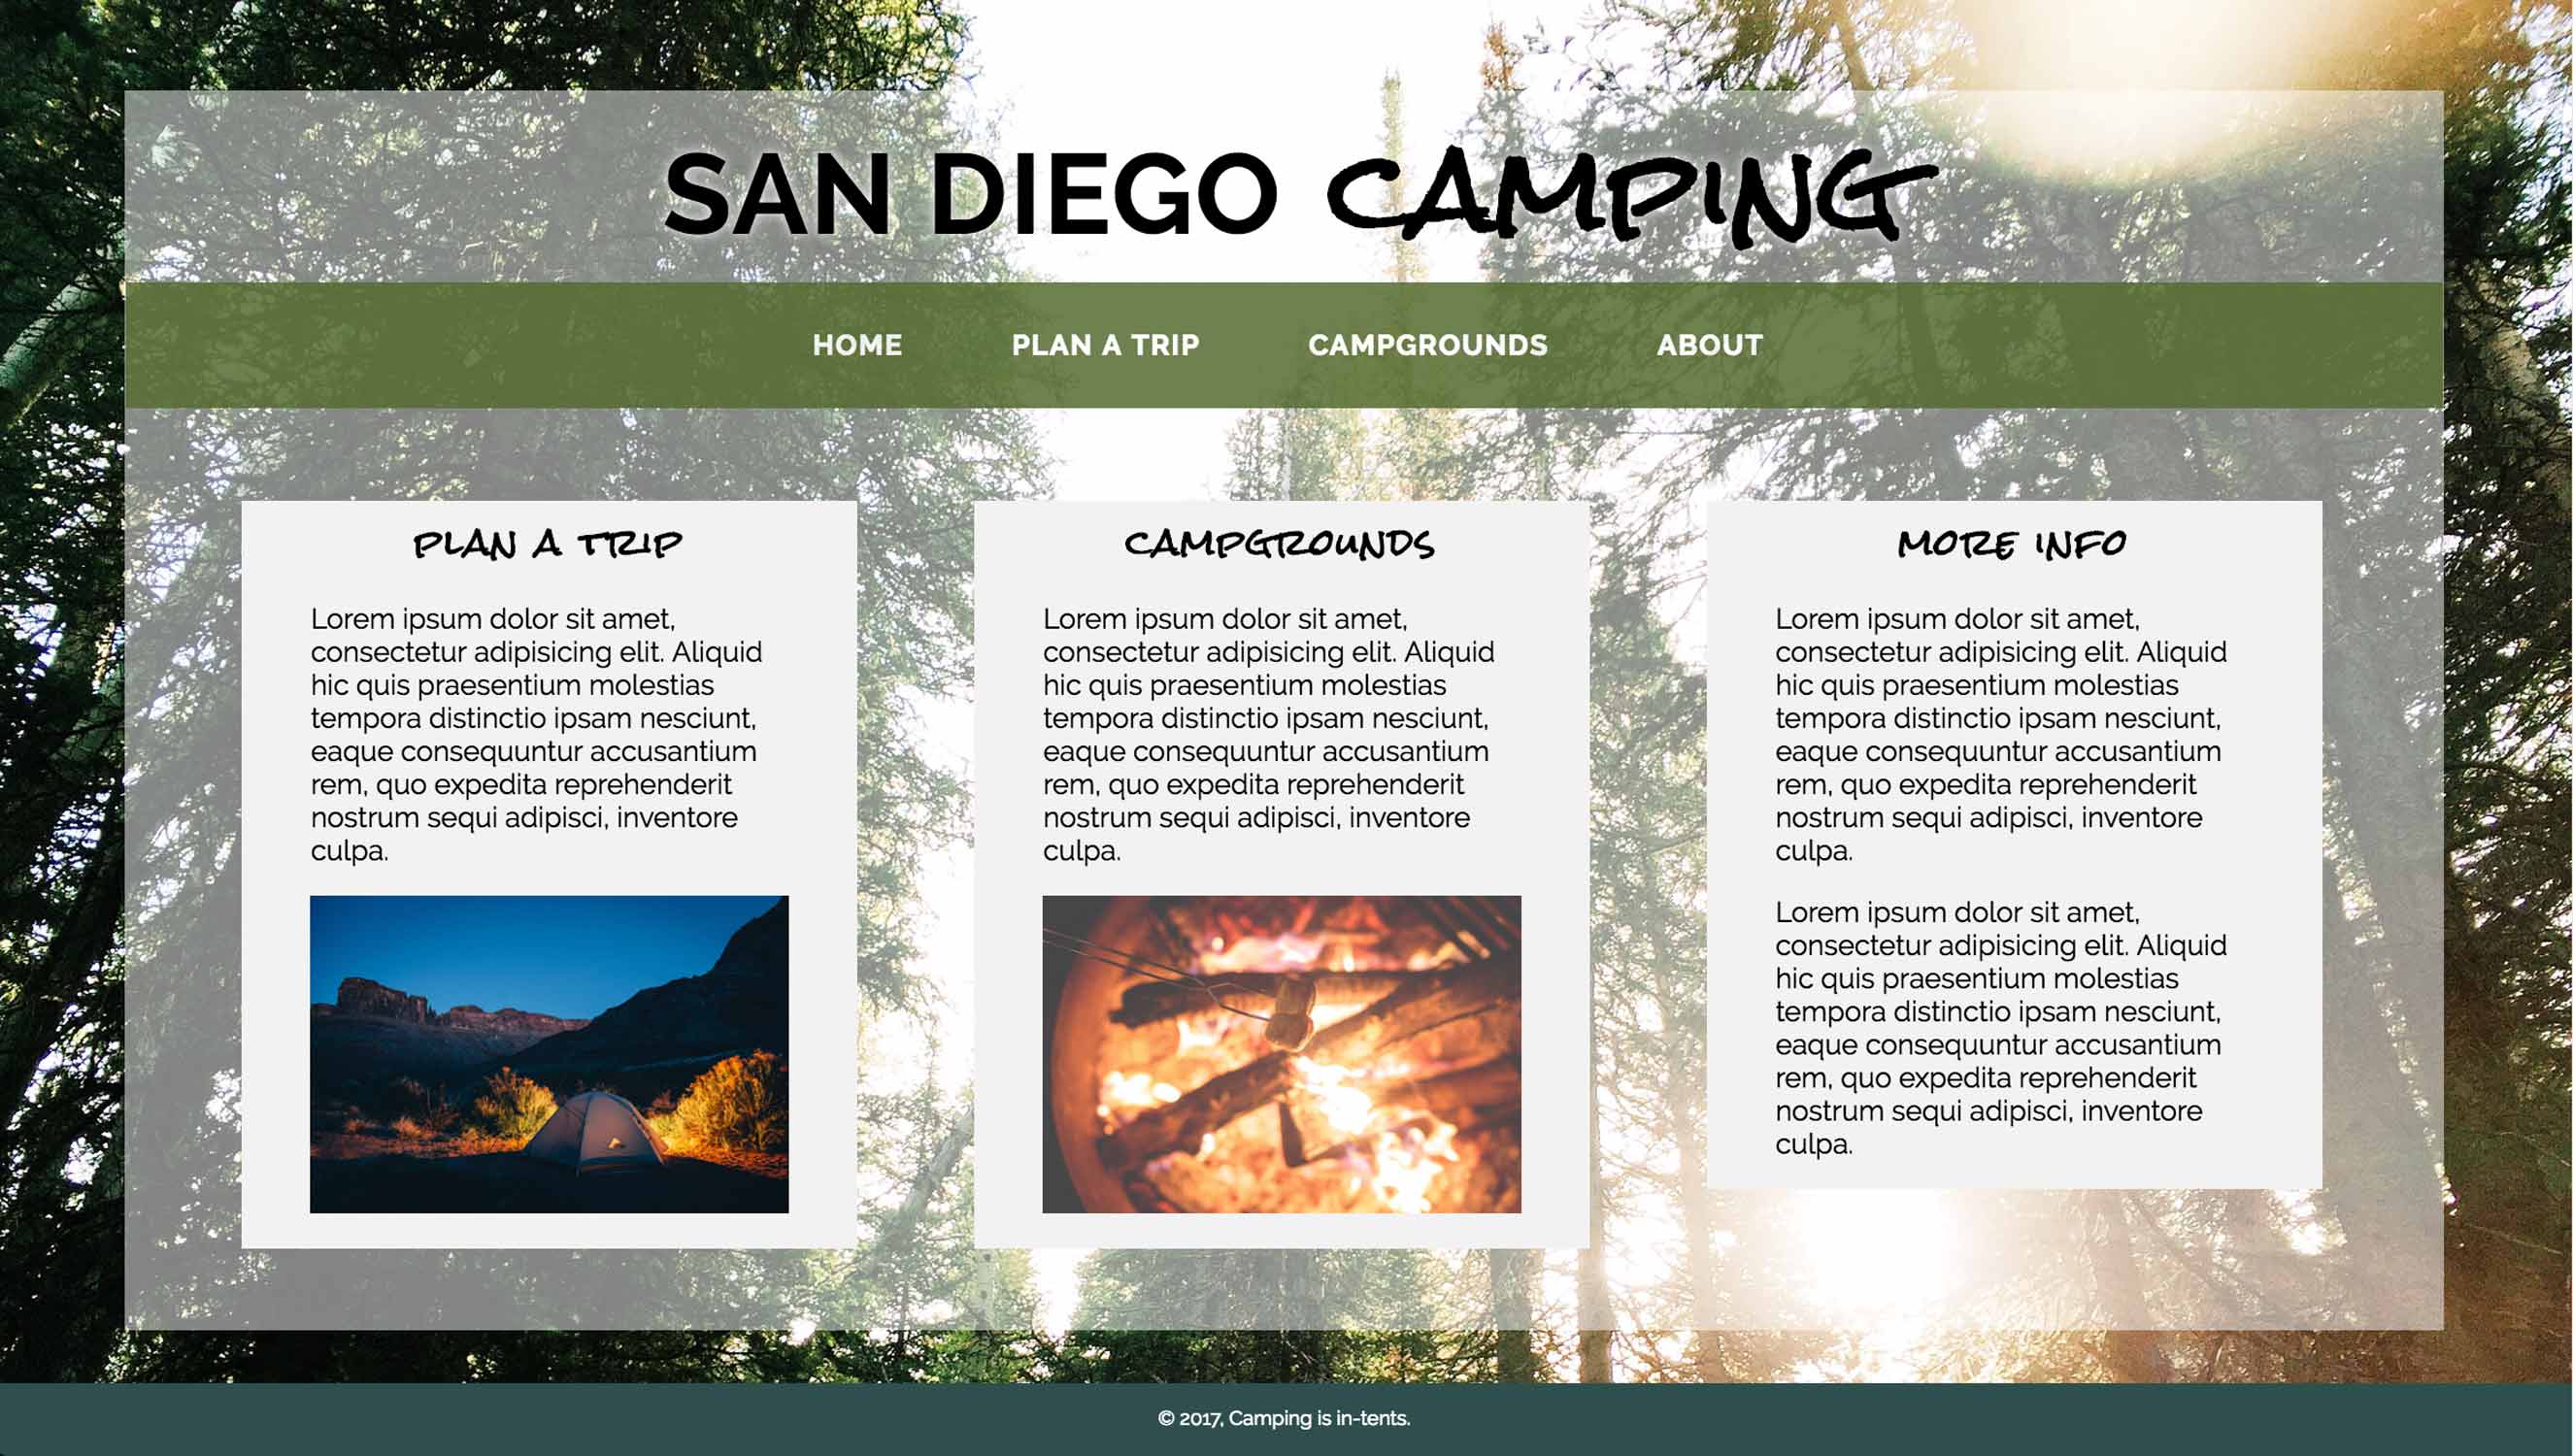 SAN DIEGO CAMPING
HOME PLAN A TRIP CAMPGROUNDS ABOUT
PLAN A TRIP
Lorem ipsum dolor sit amet,
consectetur adipisicing elit. Aliquid
hic quis praesentium molestias
tempora distinctio ipsam nesciunt,
eaque consequuntur accusantium
rem, quo expedita reprehenderit
nostrum sequi adipisci, inventore
culpa.
CAMPGROUNDS
Lorem ipsum dolor sit amet,
consectetur adipisicing elit. Aliquid
hic quis praesentium molestias
tempora distinctio ipsam nesciunt,
eaque consequuntur accusantium
rem, quo expedita reprehenderit
nostrum sequi adipisci, inventore
culpa.
MORE INFO
Lorem ipsum dolor sit amet,
consectetur adipisicing elit. Aliquid
hic quis praesentium molestias
tempora distinctio ipsam nesciunt,
eaque consequuntur accusantium
rem, quo expedita reprehenderit
nostrum sequi adipisci, inventore
culpa.
Lorem ipsum dolor sit amet,
consectetur adipisicing elit. Aliquid
hic quis praesentium molestias
tempora distinctio ipsam nesciunt,
eaque consequuntur accusantium
rem, quo expedita reprehenderit
nostrum sequi adipisci, inventore
culpa.
© 2017, Camping is in-tents.